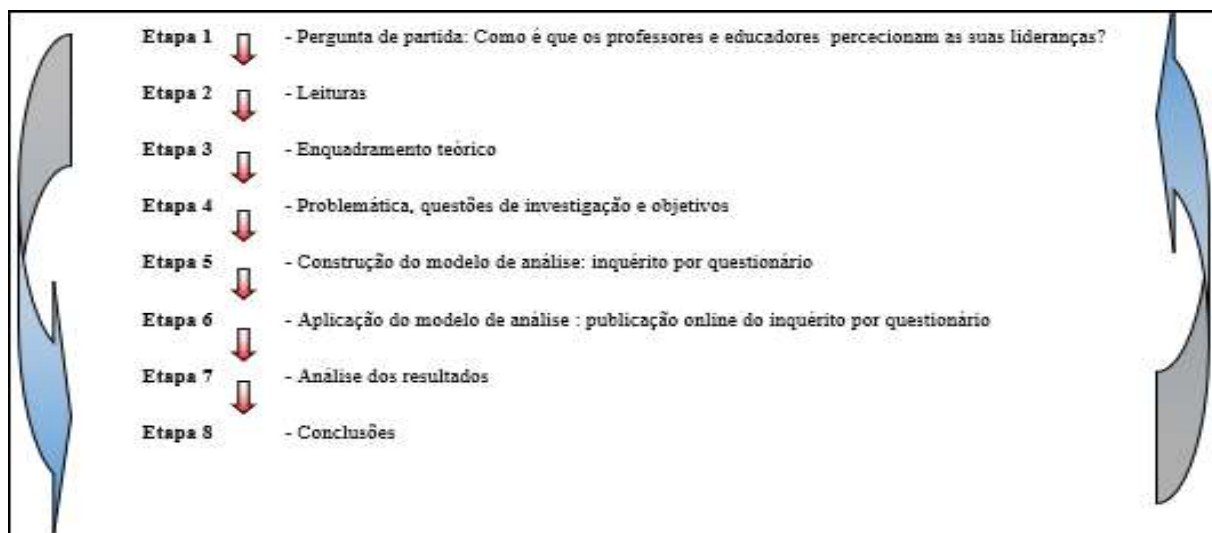 Etapa 1 - Pergunta de partida: Como é que os professores e educadores percecionam as suas lideranças?
Etapa 2 - Leituras
Etapa 3 - Enquadramento teórico
Etapa 4 - Problemática, questões de investigação e objetivos
Etapa 5 - Construção do modelo de análise: inquérito por questionário
Etapa 6 - Aplicação do modelo de análise : publicação online do inquérito por questionário
Etapa 7 - Análise dos resultados
Etapa 8 - Conclusões